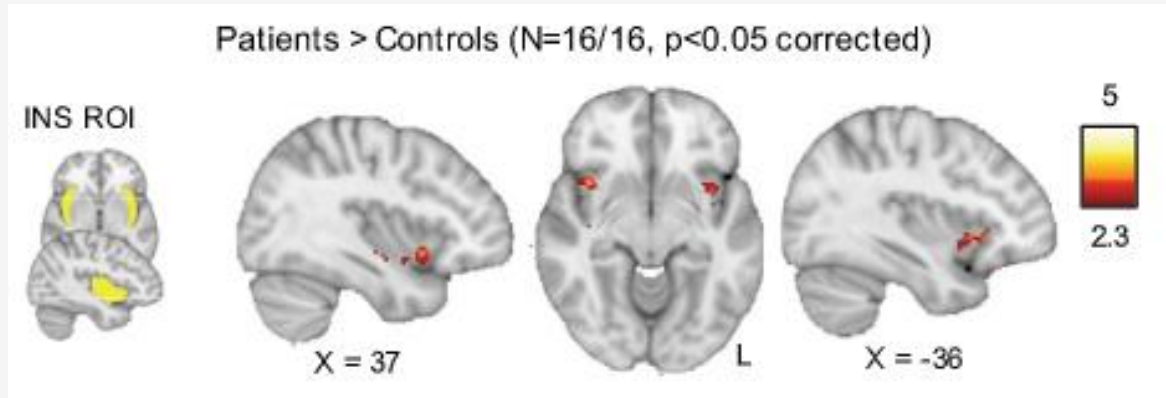 Patients > Controls (N=16/16, p<0.05 corrected)
INS ROI
5
2.3
X = 37
L
X = -36